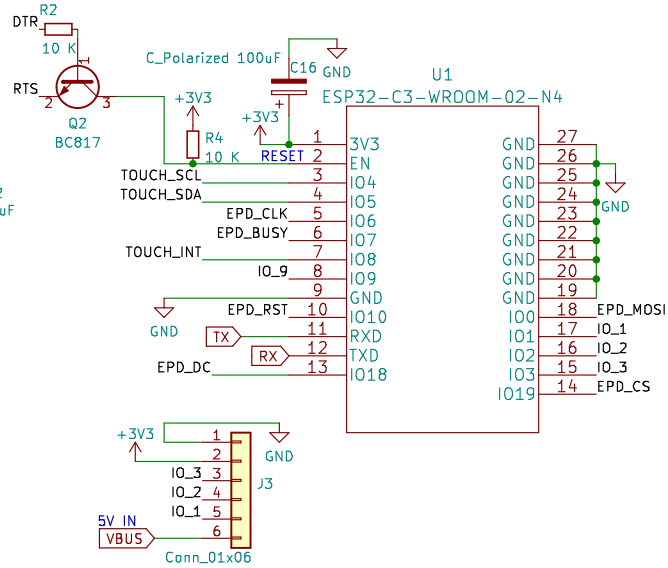 DTR
R2
10 K
1
RTS
2
3
Q2
BC817
C_Polarized 100uF
C16
+
GND
+3V3
+3V3
R4
10 K
RESET
U1
ESP32-C3-WROOM-02-N4
1 3V3
2 EN
TOUCH_SCL 3 IO4
TOUCH_SDA 4 IO5
EPD_CLK 5 IO6
EPD_BUSY 6 IO7
TOUCH_INT 7 IO8
IO_9 8 IO9
9 GND
GND
EPD_RST 10 IO10
TX 11 RXD
RX 12 TXD
EPD_DC 13 IO18
GND 27
GND 26
GND 25
GND 24
GND
GND 23
GND 22
GND 21
GND 20
GND 19
IO0 18 EPD_MOSI
IO1 17 IO_1
IO2 16 IO_2
IO3 15 IO_3
IO19 14 EPD_CS
uF
+3V3
1
GND
2
IO_3 3
J3
IO_2 4
IO_1 5
5V IN
VBUS 6
Conn_01x06